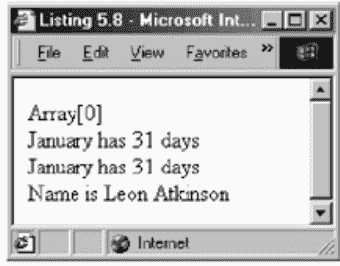 Listing 5.8 - Microsoft Int...
File Edit View Favorites »
Array[0]
January has 31 days
January has 31 days
Name is Leon Atkinson
Internet